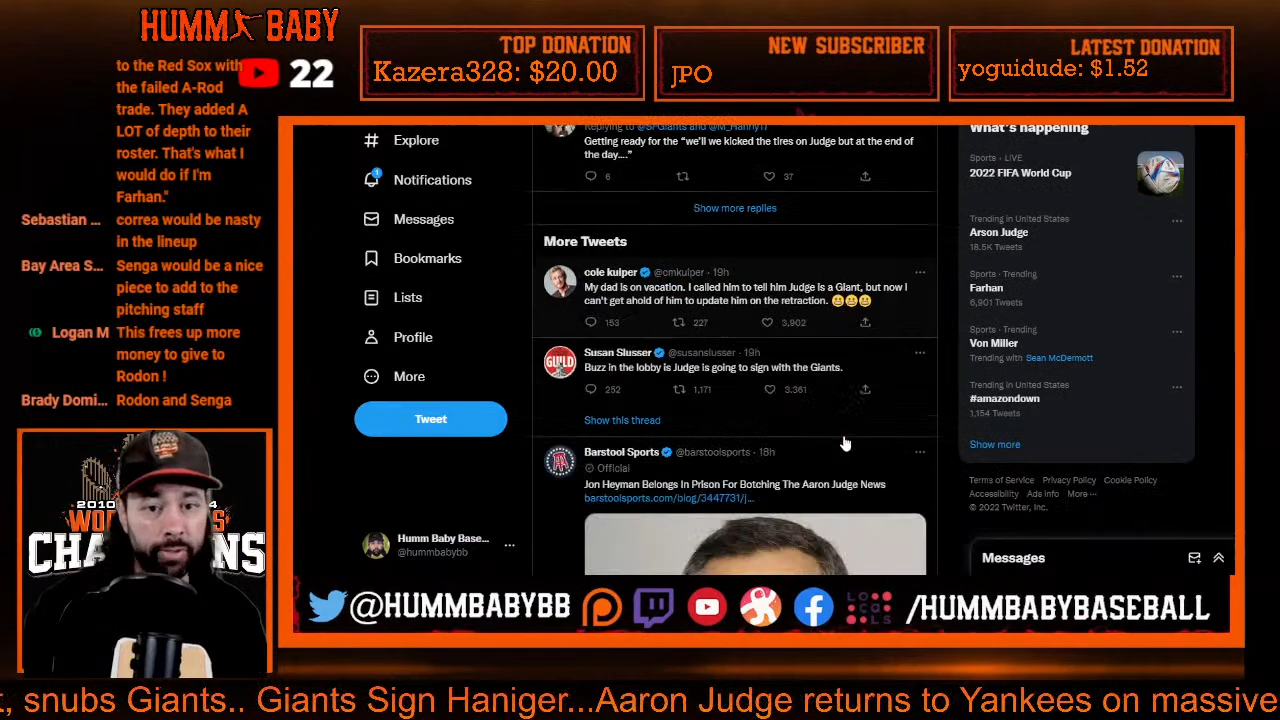 HUMM BABY
to the Red Sox with
the failed A-Rod
trade. They added A
LOT of depth to their
roster. That's what I
would do if I'm
Farhan."
22
Sebastian ... correa would be nasty
in the lineup
Bay Area S... Senga would be a nice
piece to add to the
pitching staff
Logan M This frees up more
money to give to
Rodon !
Brady Domi... Rodon and Senga
TOP DONATION
Kazera328: $20.00
NEW SUBSCRIBER
JPO
LATEST DONATION
yoguidude: $1.52
Explore
Notifications
1
Messages
Bookmarks
Lists
Profile
More
Tweet
Humm Baby Base...
@hummbabybb
Replying to @SFGiants and @M_Hanny17
Getting ready for the “we’ll we kicked the tires on Judge but at the end of
the day....”
6
37
Show more replies
More Tweets
cole kuiper @cmkuiper · 19h
My dad is on vacation. I called him to tell him Judge is a Giant, but now I
can't get ahold of him to update him on the retraction.
153 227 3,902
GUILD
Susan Slusser @susanslusser · 19h
Buzz in the lobby is Judge is going to sign with the Giants.
252 1,171 3,361
Show this thread
Barstool Sports @barstoolsports · 18h
Official
Jon Heyman Belongs In Prison For Botching The Aaron Judge News
barstoolsports.com/blog/3447731/j...
What's happening
Sports · LIVE
2022 FIFA World Cup
Trending in United States
Arson Judge
18.5K Tweets
Sports · Trending
Farhan
6,901 Tweets
Sports · Trending
Von Miller
Trending with Sean McDermott
Trending in United States
#amazondown
1,154 Tweets
Show more
Terms of Service Privacy Policy Cookie Policy
Accessibility Ads info More ···
© 2022 Twitter, Inc.
Messages
2010
@HUMMBABYBB
LOCALS
/HUMMBABYBASEBALL
, snubs Giants.. Giants Sign Haniger...Aaron Judge returns to Yankees on massive